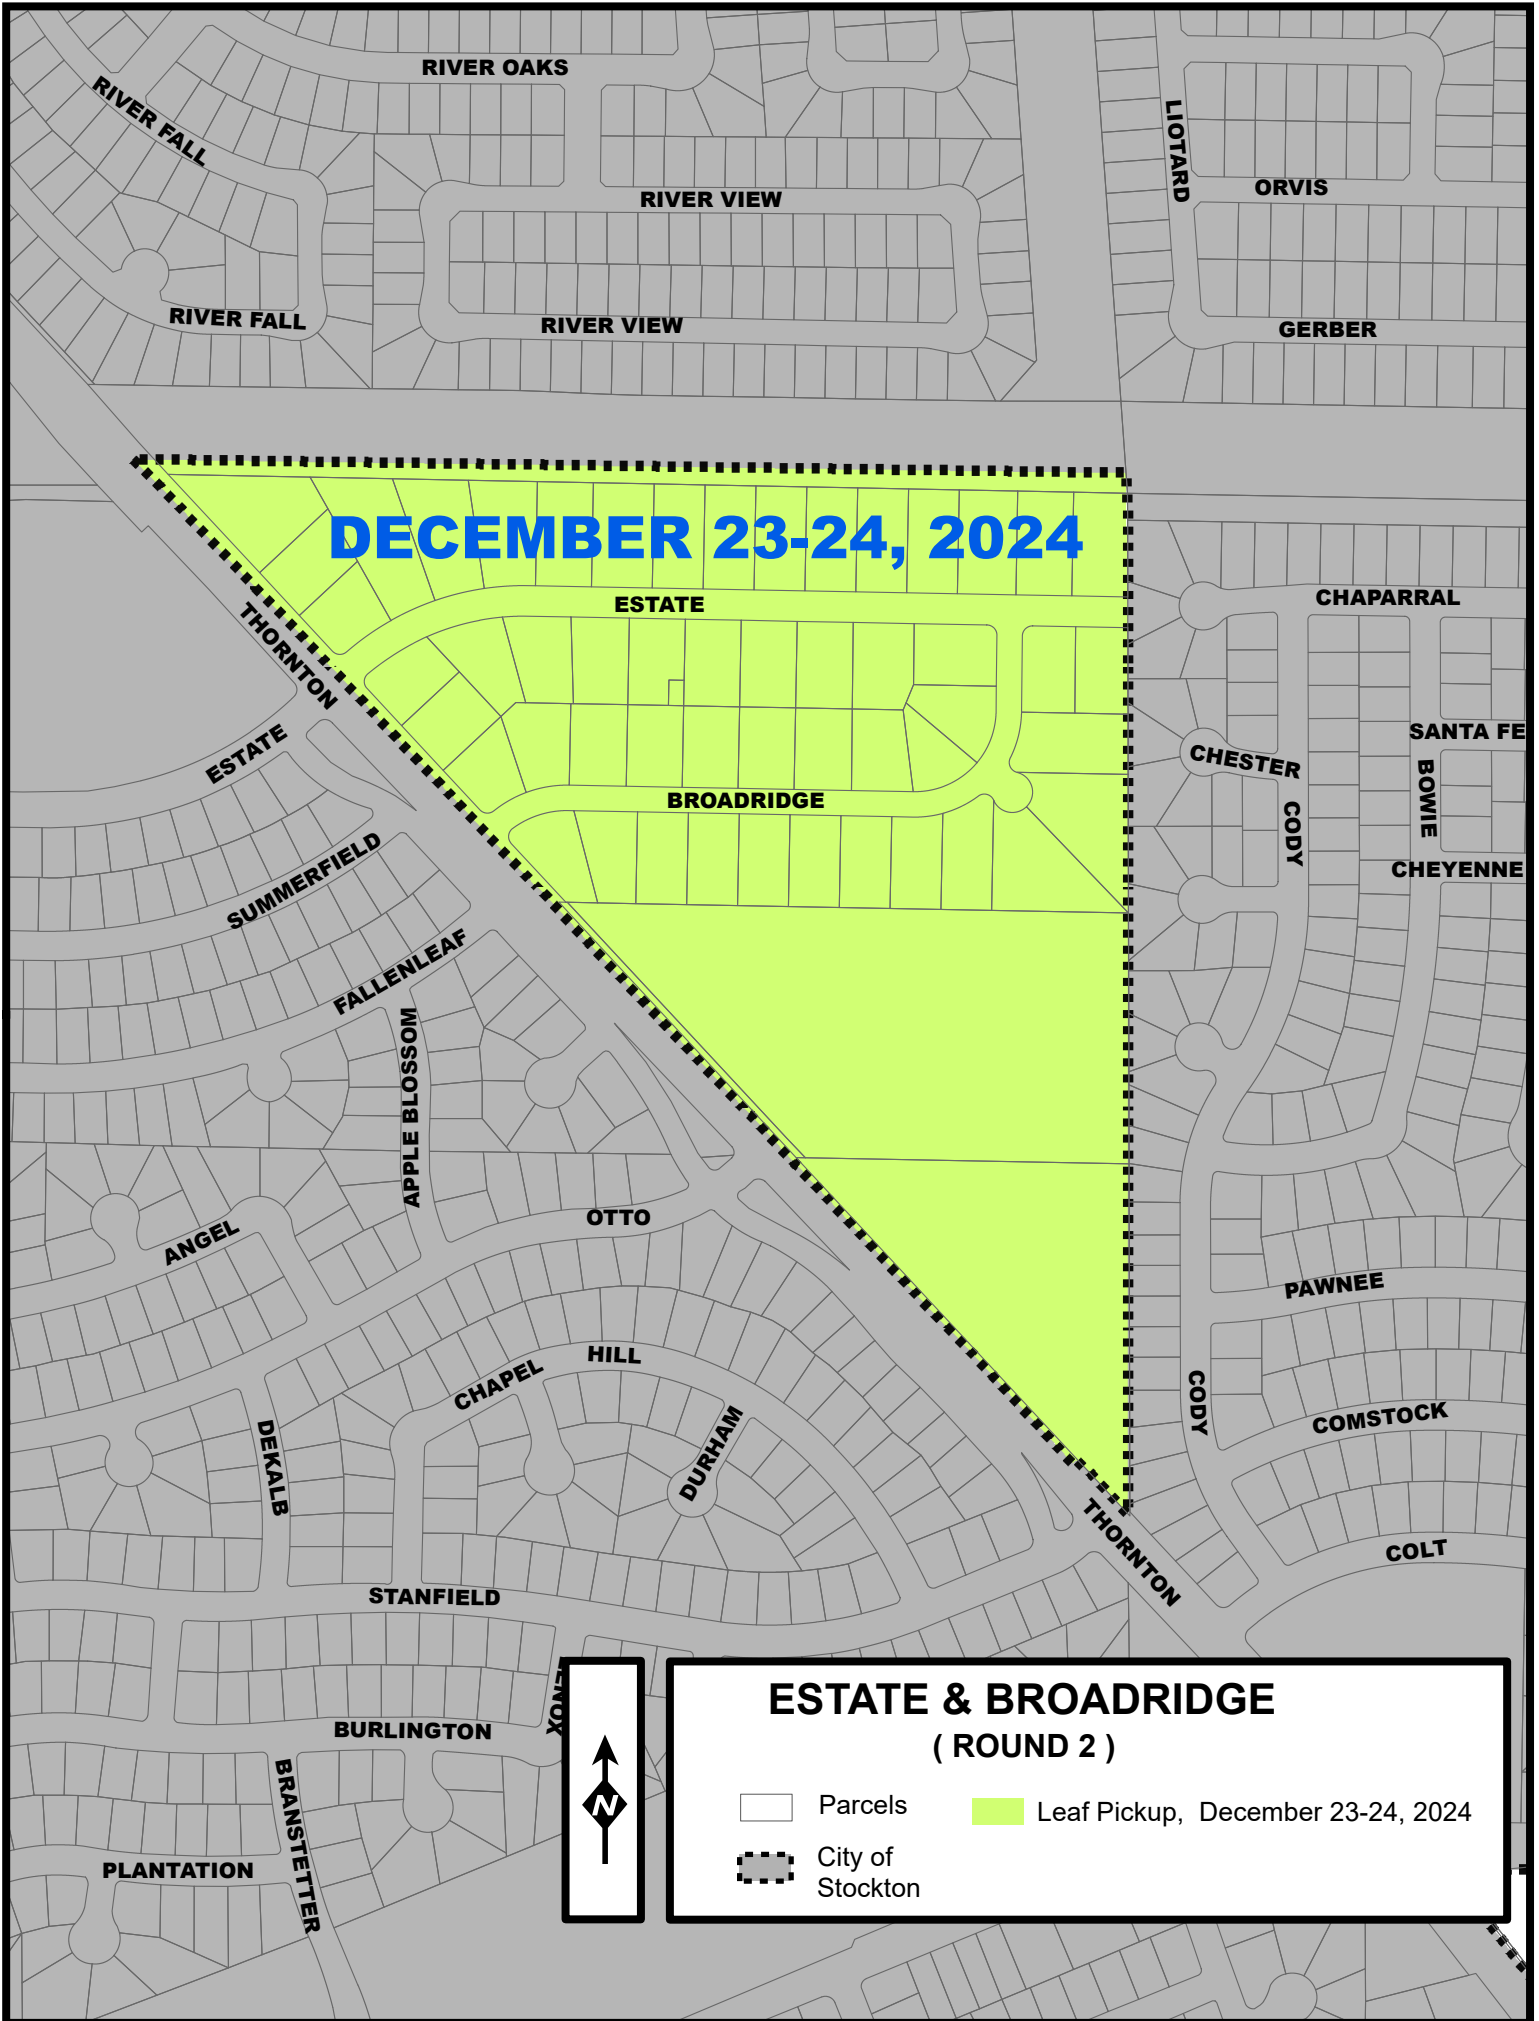 RIVER OAKS
RIVER FALL
LIOTARD
ORVIS
RIVER VIEW
RIVER FALL
RIVER VIEW
GERBER
DECEMBER 23-24, 2024
ESTATE
CHAPARRAL
THORNTON
ESTATE
SANTA FE
CHESTER
BOWIE
BROADRIDGE
CODY
SUMMERFIELD
CHEYENNE
FALLENLEAF
APPLE BLOSSOM
OTTO
ANGEL
PAWNEE
HILL
CHAPEL
CODY
COMSTOCK
DURHAM
DEKALB
THORNTON
COLT
STANFIELD
BURLINGTON
BRANSTETTER
PLANTATION
N
ESTATE & BROADRIDGE
( ROUND 2 )
Parcels
Leaf Pickup, December 23-24, 2024
City of
Stockton